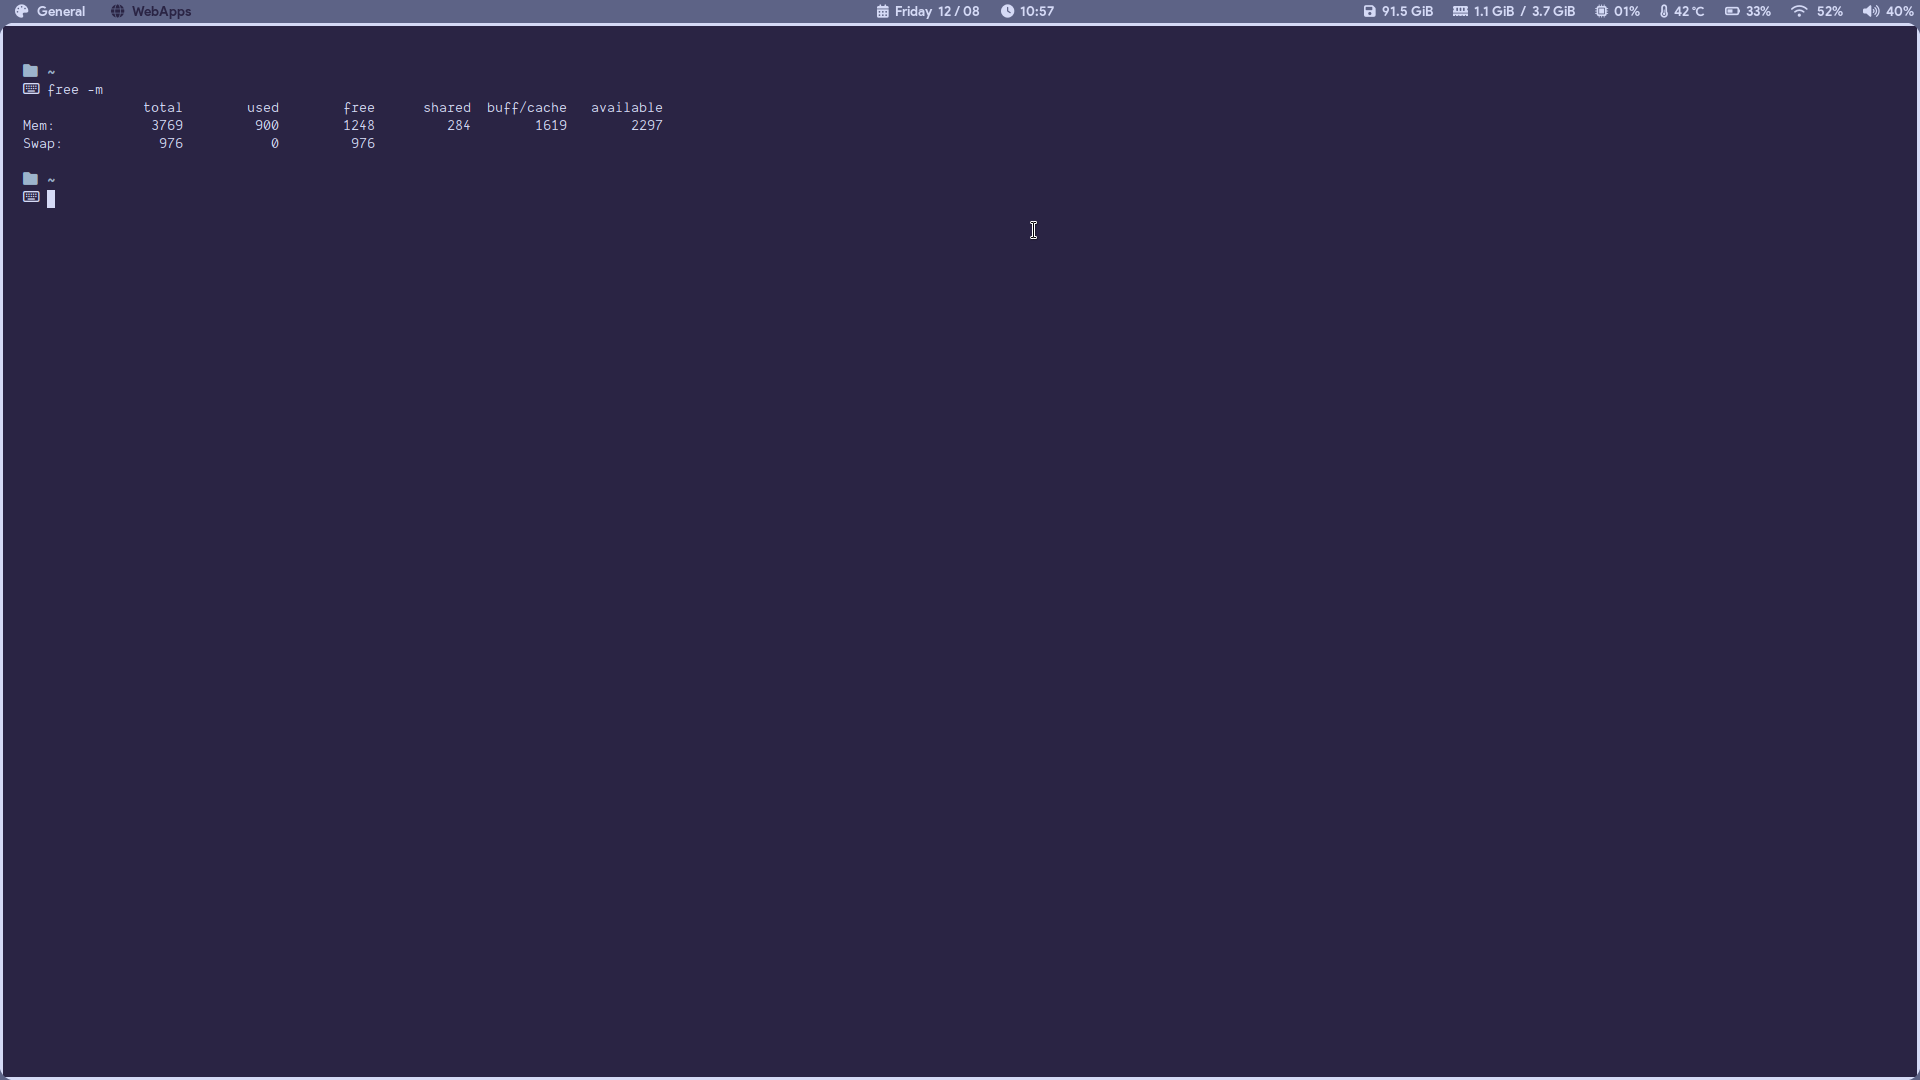 General WebApps Friday 12 / 08 10:57 91.5 GiB 1.1 GiB / 3.7 GiB 01% 42 °C 33% 52% 40%
~
free -m
total used free shared buff/cache available
Mem: 3769 900 1248 284 1619 2297
Swap: 976 0 976
~